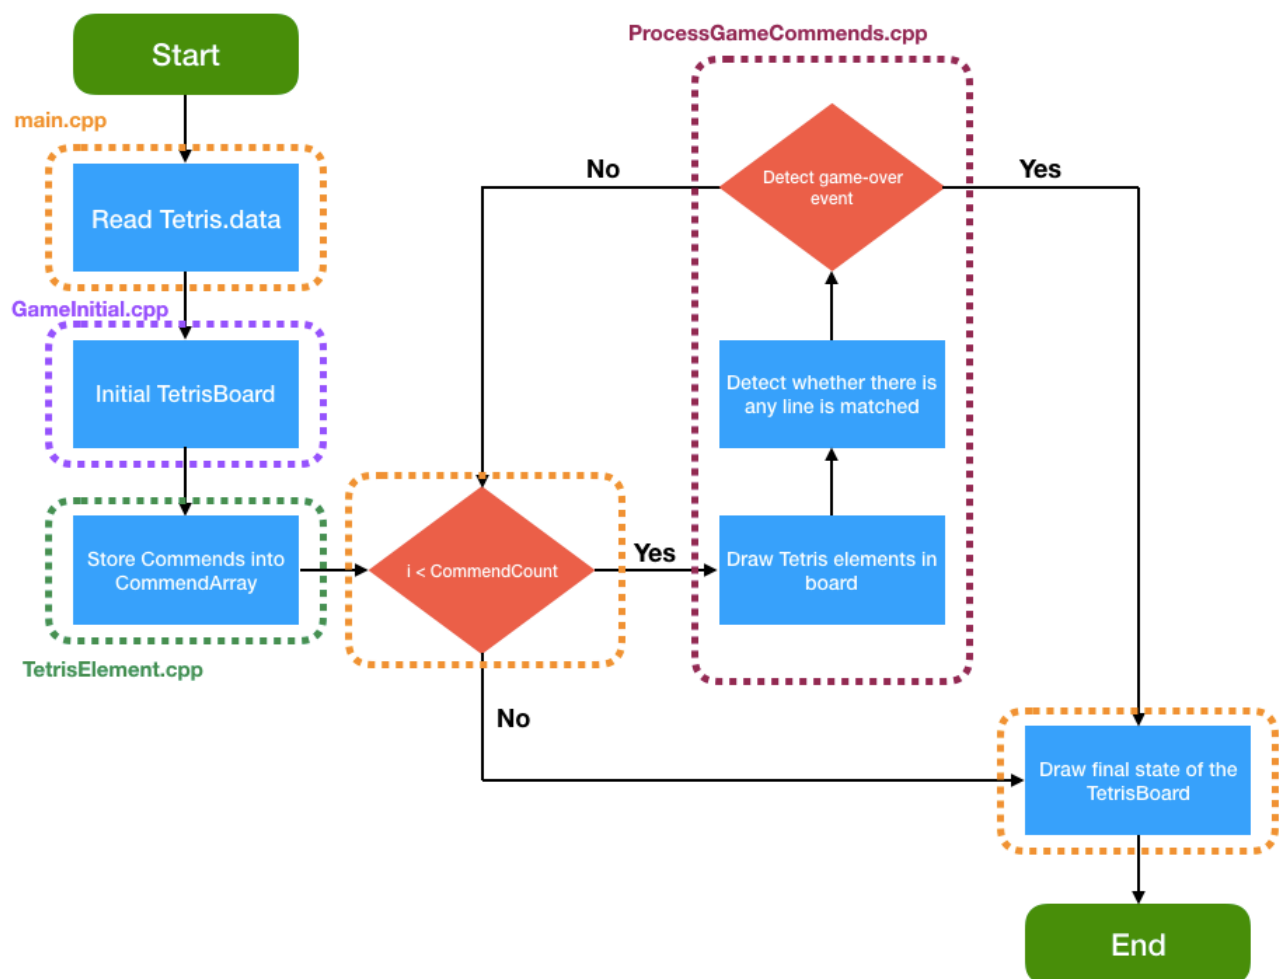 Start
main.cpp
Read Tetris.data
GameInitial.cpp
Initial TetrisBoard
Store Commends into
CommendArray
TetrisElement.cpp
i < CommendCount
Yes
No
ProcessGameCommends.cpp
Draw Tetris elements in
board
Detect whether there is
any line is matched
Detect game-over
event
No
Yes
Draw final state of the
TetrisBoard
End